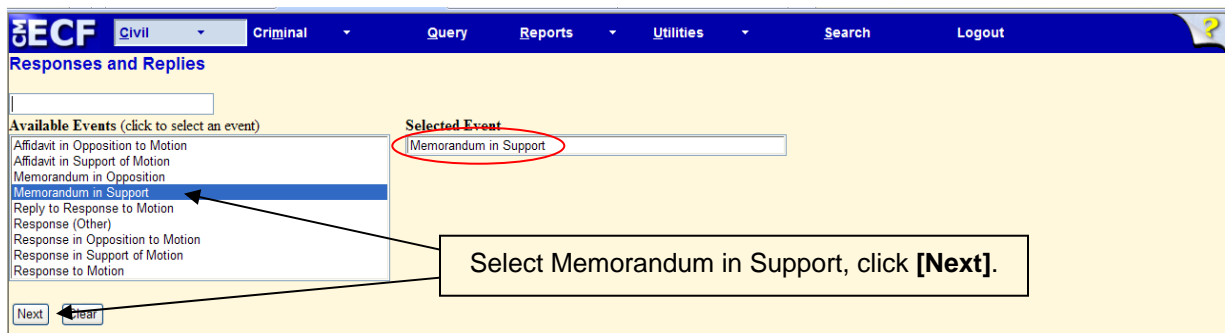 CM ECF Civil Criminal Query Reports Utilities Search Logout ?
Responses and Replies
Available Events (click to select an event) Selected Event
Affidavit in Opposition to Motion Memorandum in Support
Affidavit in Support of Motion
Memorandum in Opposition
Memorandum in Support
Reply to Response to Motion
Response (Other)
Response in Opposition to Motion
Response in Support of Motion
Response to Motion
Select Memorandum in Support, click [Next].
Next Clear